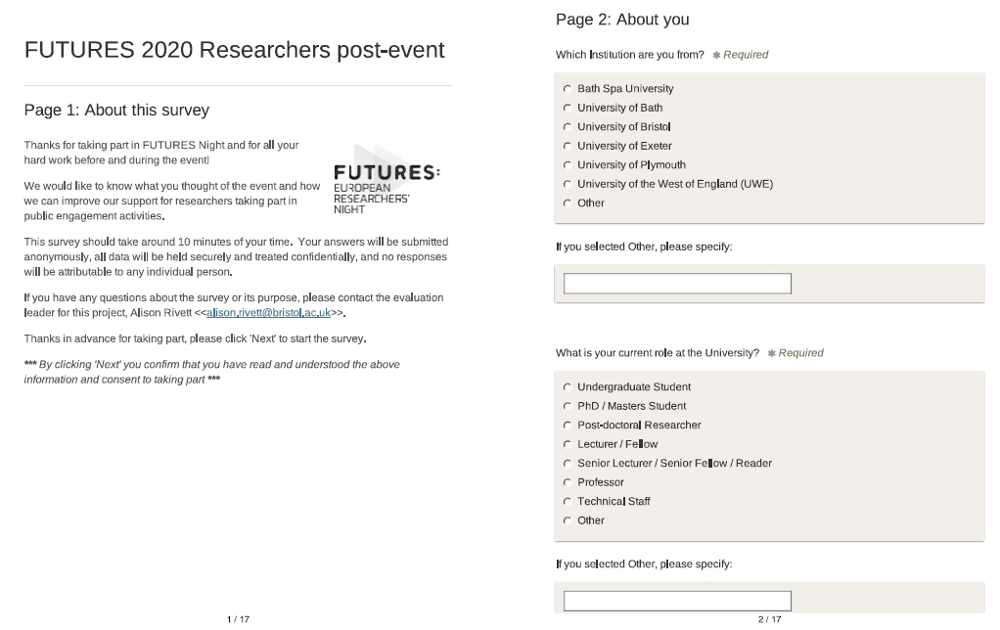 FUTURES 2020 Researchers post-event
Page 1: About this survey
Thanks for taking part in FUTURES Night and for all your
hard work before and during the event!
We would like to know what you thought of the event and how
we can improve our support for researchers taking part in
public engagement activities.
FUTURES:
EUROPEAN
RESEARCHERS'
NIGHT
This survey should take around 10 minutes of your time. Your answers will be submitted
anonymously, all data will be held securely and treated confidentially, and no responses
will be attributable to any individual person.
If you have any questions about the survey or its purpose, please contact the evaluation
leader for this project, Alison Rivett <<alison.rivett@bristol.ac.uk>>.
Thanks in advance for taking part, please click 'Next' to start the survey.
*** By clicking 'Next' you confirm that you have read and understood the above
information and consent to taking part ***
1 / 17
Page 2: About you
Which Institution are you from? ✱ Required
Bath Spa University
University of Bath
University of Bristol
University of Exeter
University of Plymouth
University of the West of England (UWE)
Other
If you selected Other, please specify:
What is your current role at the University? ✱ Required
Undergraduate Student
PhD / Masters Student
Post-doctoral Researcher
Lecturer / Fellow
Senior Lecturer / Senior Fellow / Reader
Professor
Technical Staff
Other
If you selected Other, please specify:
2 / 17